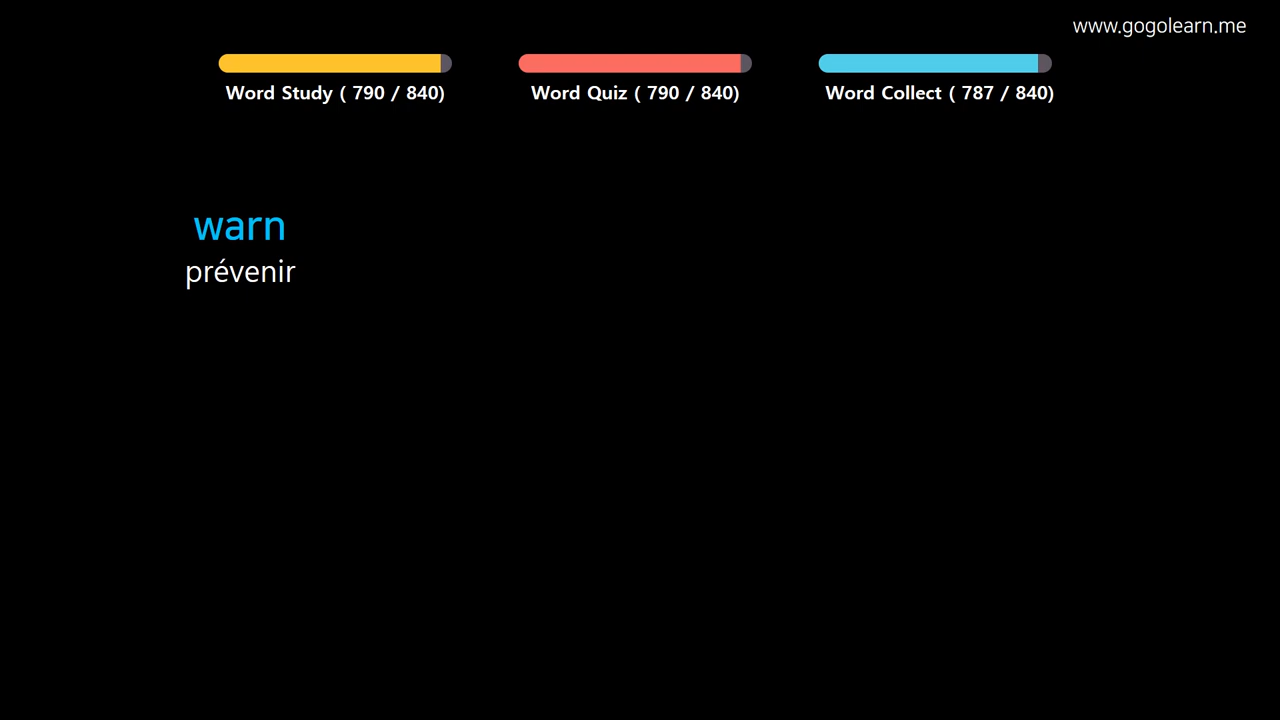 www.gogolearn.me
Word Study ( 790 / 840)
Word Quiz ( 790 / 840)
Word Collect ( 787 / 840)
warn
prévenir